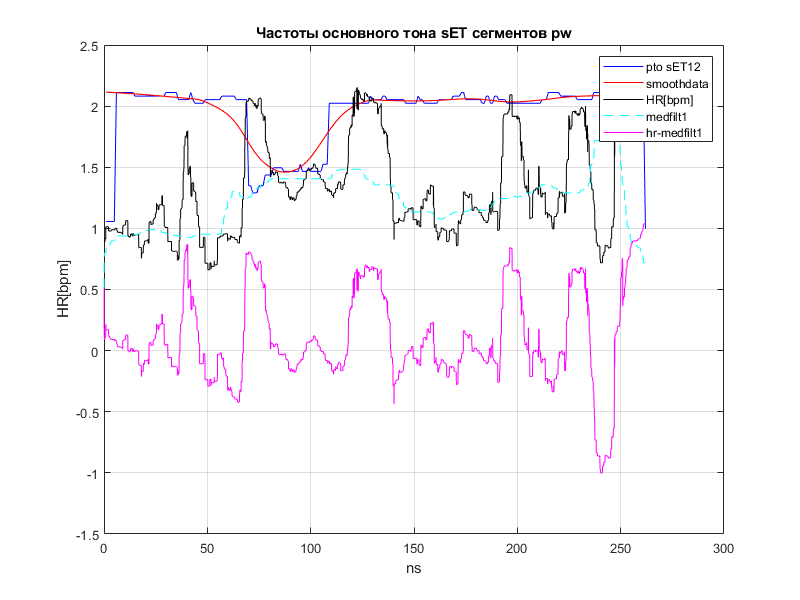 Частоты основного тона sET сегментов pw
2.5
2
1.5
1
0.5
0
-0.5
-1
-1.5
HR[bpm]
pto sET12
smoothdata
HR[bpm]
medfilt1
hr-medfilt1
0 50 100 150 200 250 300
ns